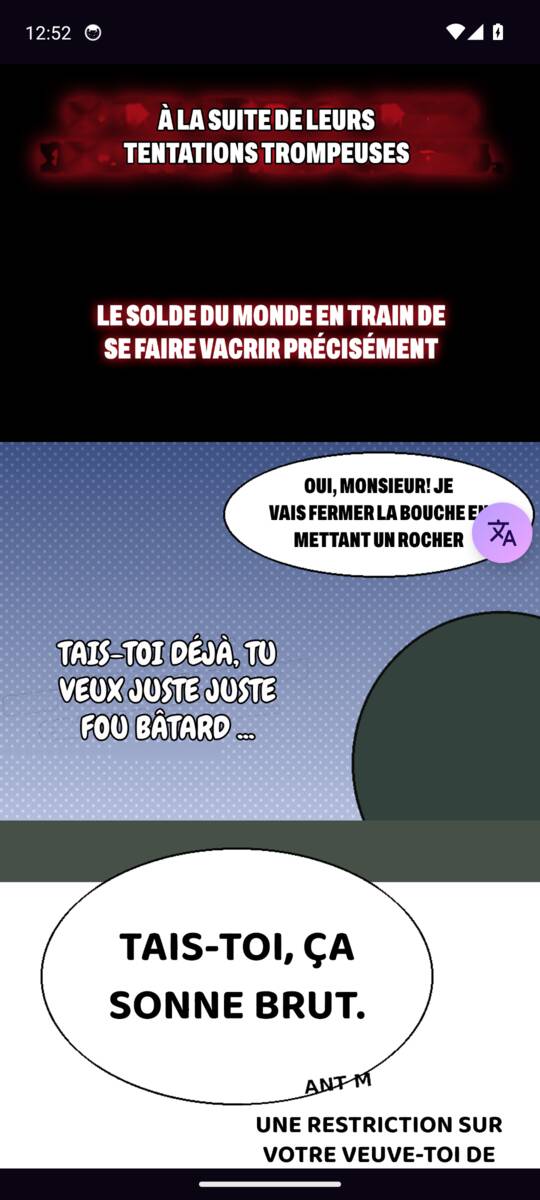 12:52
À LA SUITE DE LEURS
TENTATIONS TROMPEUSES
LE SOLDE DU MONDE EN TRAIN DE
SE FAIRE VACRIR PRÉCISÉMENT
OUI, MONSIEUR! JE
VAIS FERMER LA BOUCHE EN
METTANT UN ROCHER
TAIS-TOI DÉJÀ, TU
VEUX JUSTE JUSTE
FOU BÂTARD ...
TAIS-TOI, ÇA
SONNE BRUT.
ANT M
UNE RESTRICTION SUR
VOTRE VEUVE-TOI DE